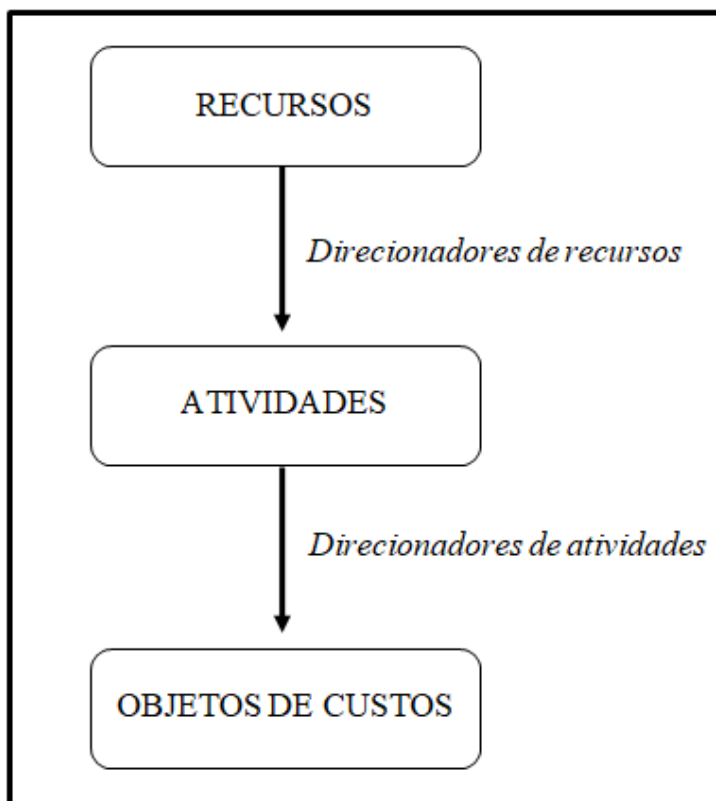 RECURSOS
Direcionadores de recursos
ATIVIDADES
Direcionadores de atividades
OBJETOS DE CUSTOS